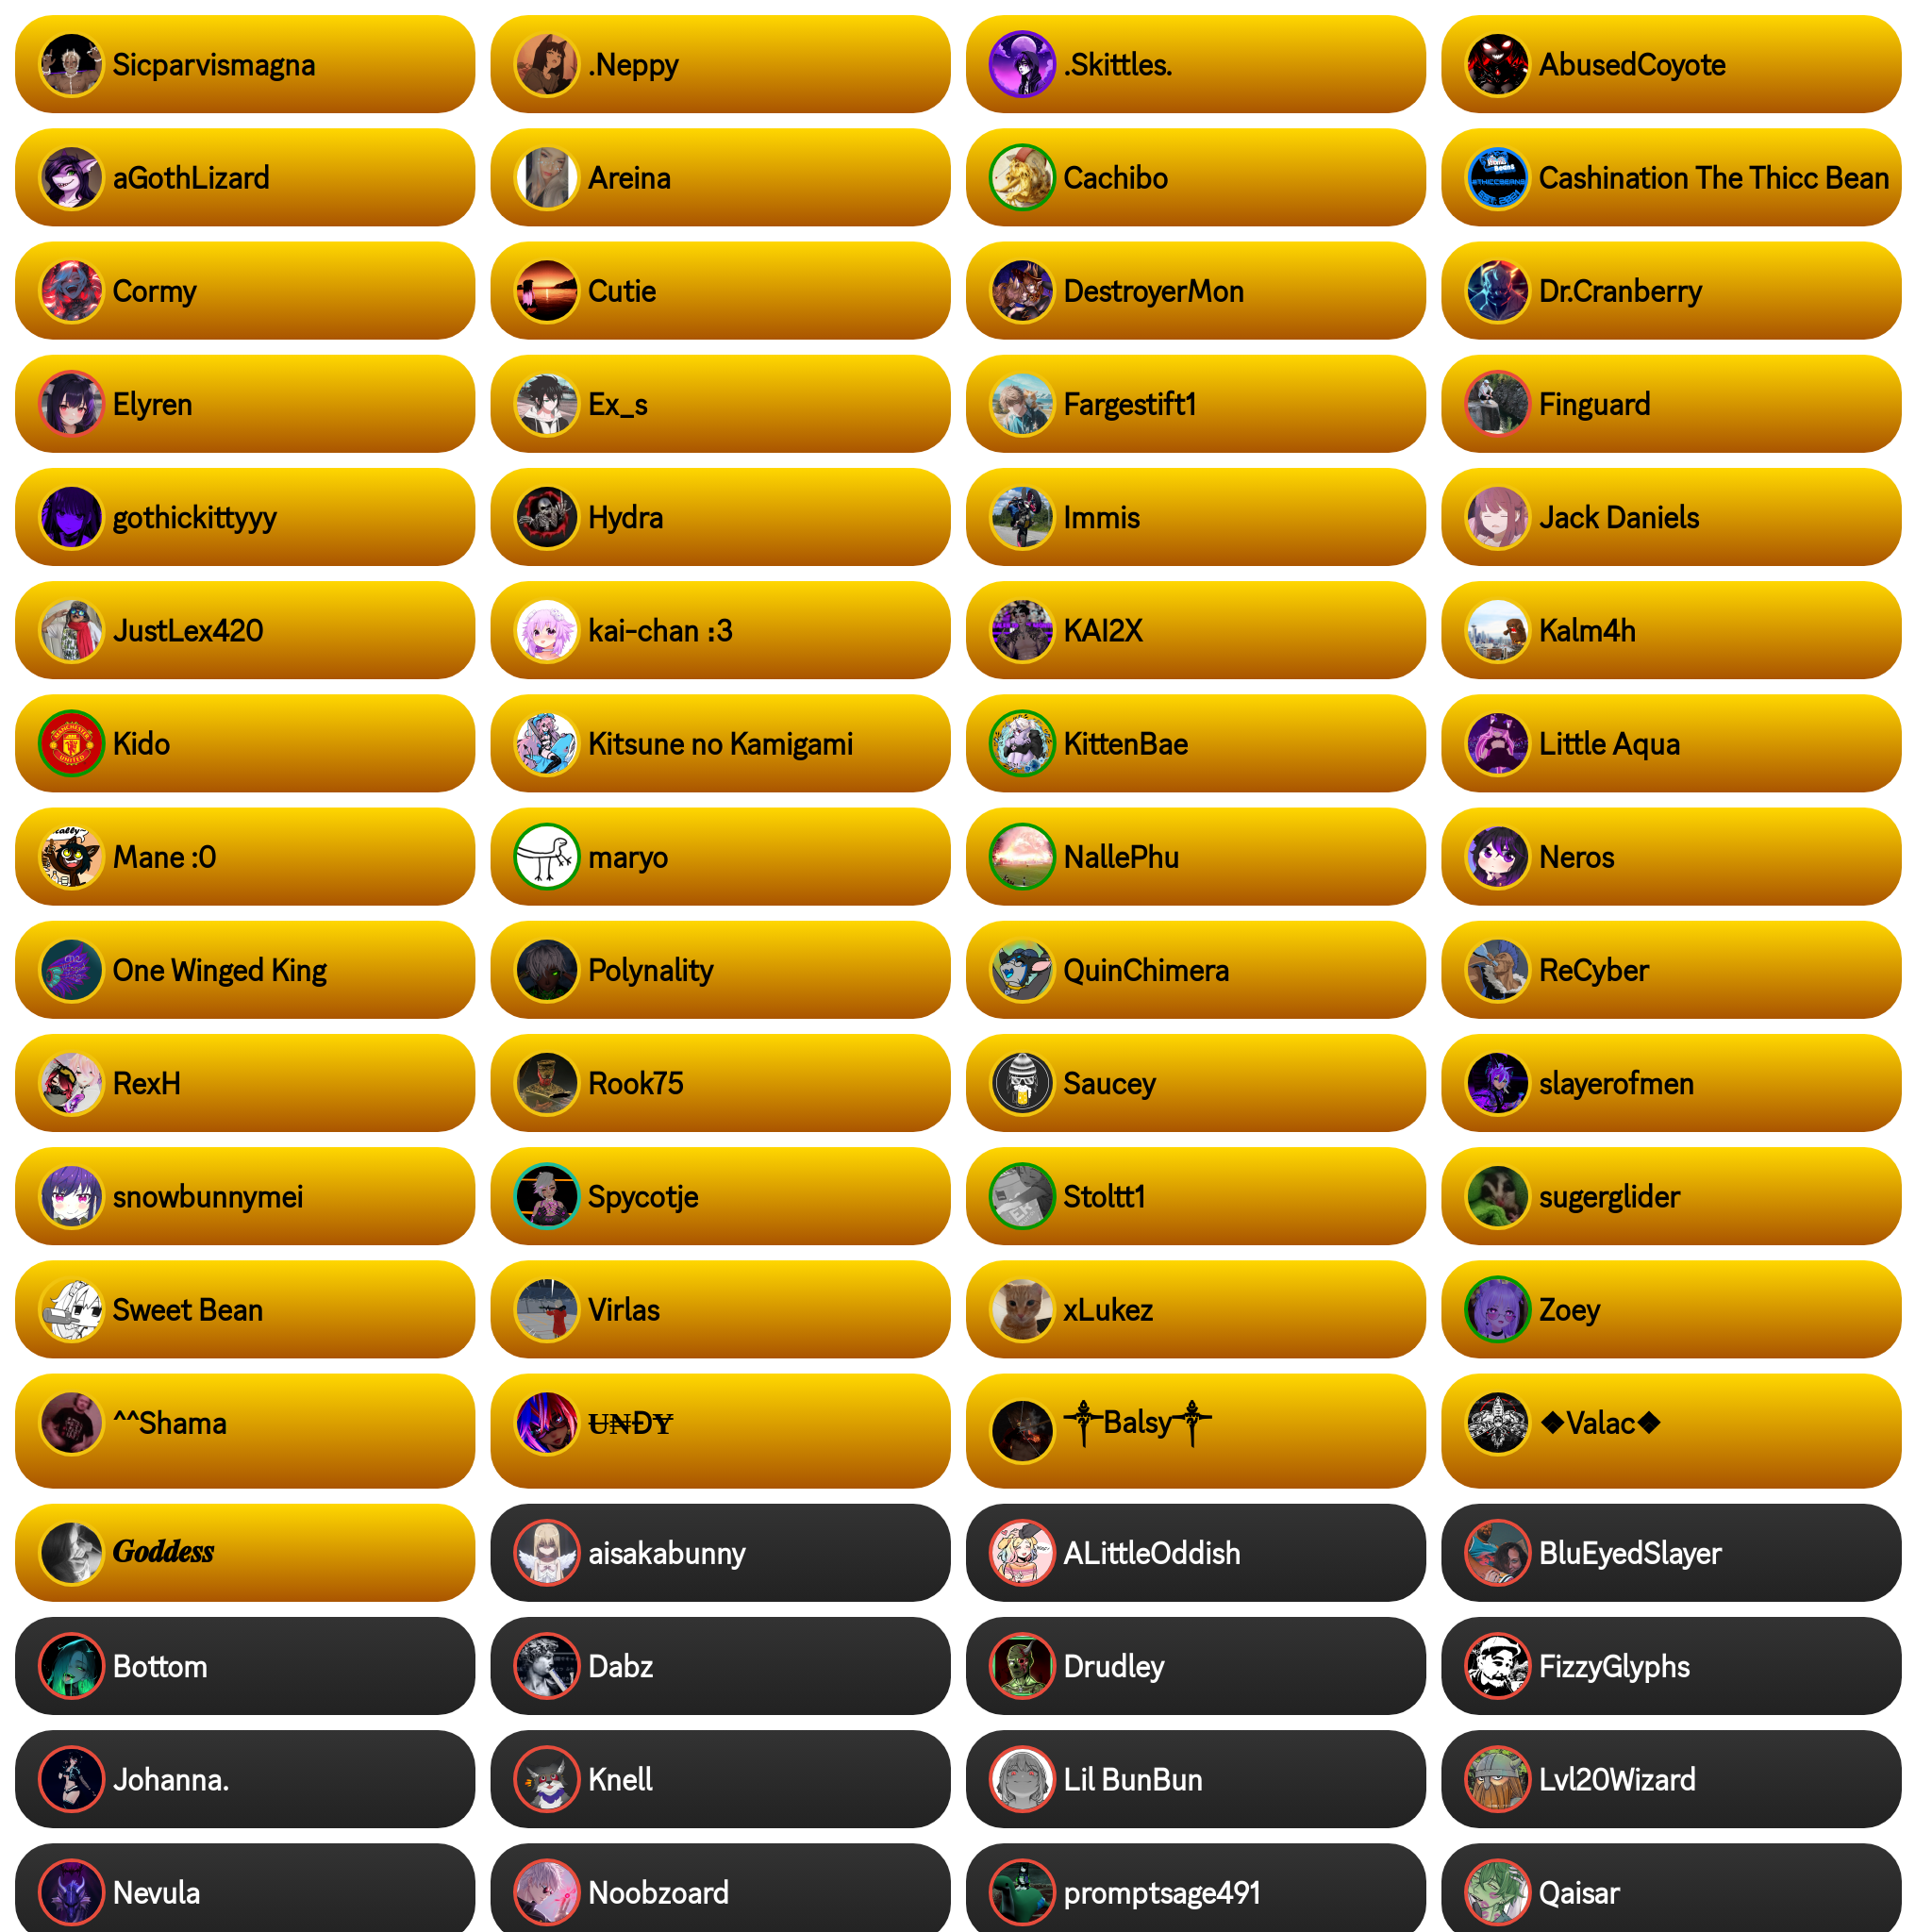 Sicparvismagna
.Neppy
.Skittles.
AbusedCoyote
aGothLizard
Areina
Cachibo
Cashination The Thicc Bean
Cormy
Cutie
DestroyerMon
Dr.Cranberry
Elyren
Ex_s
Fargestift1
Finguard
gothickittyyy
Hydra
Immis
Jack Daniels
JustLex420
kai-chan :3
KAI2X
Kalm4h
Kido
Kitsune no Kamigami
KittenBae
Little Aqua
Mane :0
maryo
NallePhu
Neros
One Winged King
Polynality
QuinChimera
ReCyber
RexH
Rook75
Saucey
slayerofmen
snowbunnymei
Spycotje
Stoltt1
sugerglider
Sweet Bean
Virlas
xLukez
Zoey
^^Shama
U̶N̶ĐY̶
༒Balsy༒
◆Valac◆
𝑮𝒐𝒅𝒅𝒆𝒔𝒔
aisakabunny
ALittleOddish
BluEyedSlayer
Bottom
Dabz
Drudley
FizzyGlyphs
Johanna.
Knell
Lil BunBun
Lvl20Wizard
Nevula
Noobzoard
promptsage491
Qaisar